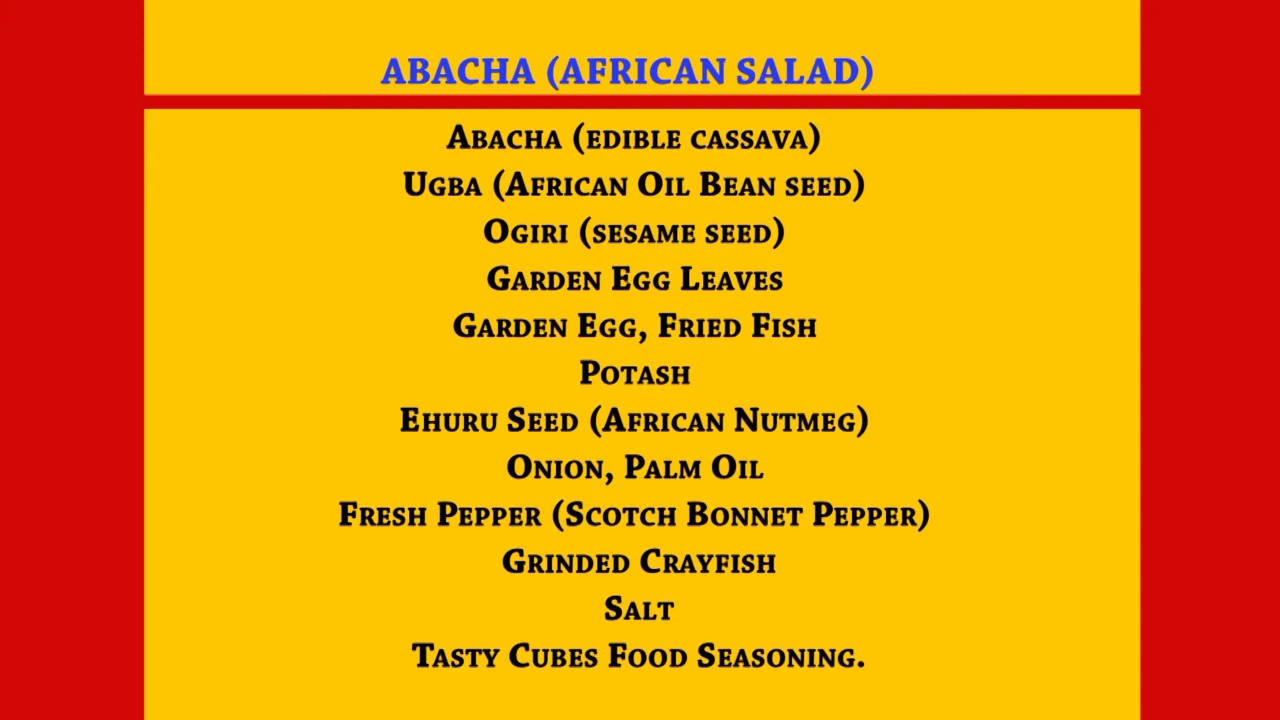 ABACHA (AFRICAN SALAD)
Abacha (edible cassava)
Ugba (African Oil Bean seed)
Ogiri (sesame seed)
Garden Egg Leaves
Garden Egg, Fried Fish
Potash
Ehuru Seed (African Nutmeg)
Onion, Palm Oil
Fresh Pepper (Scotch Bonnet Pepper)
Grinded Crayfish
Salt
Tasty Cubes Food Seasoning.